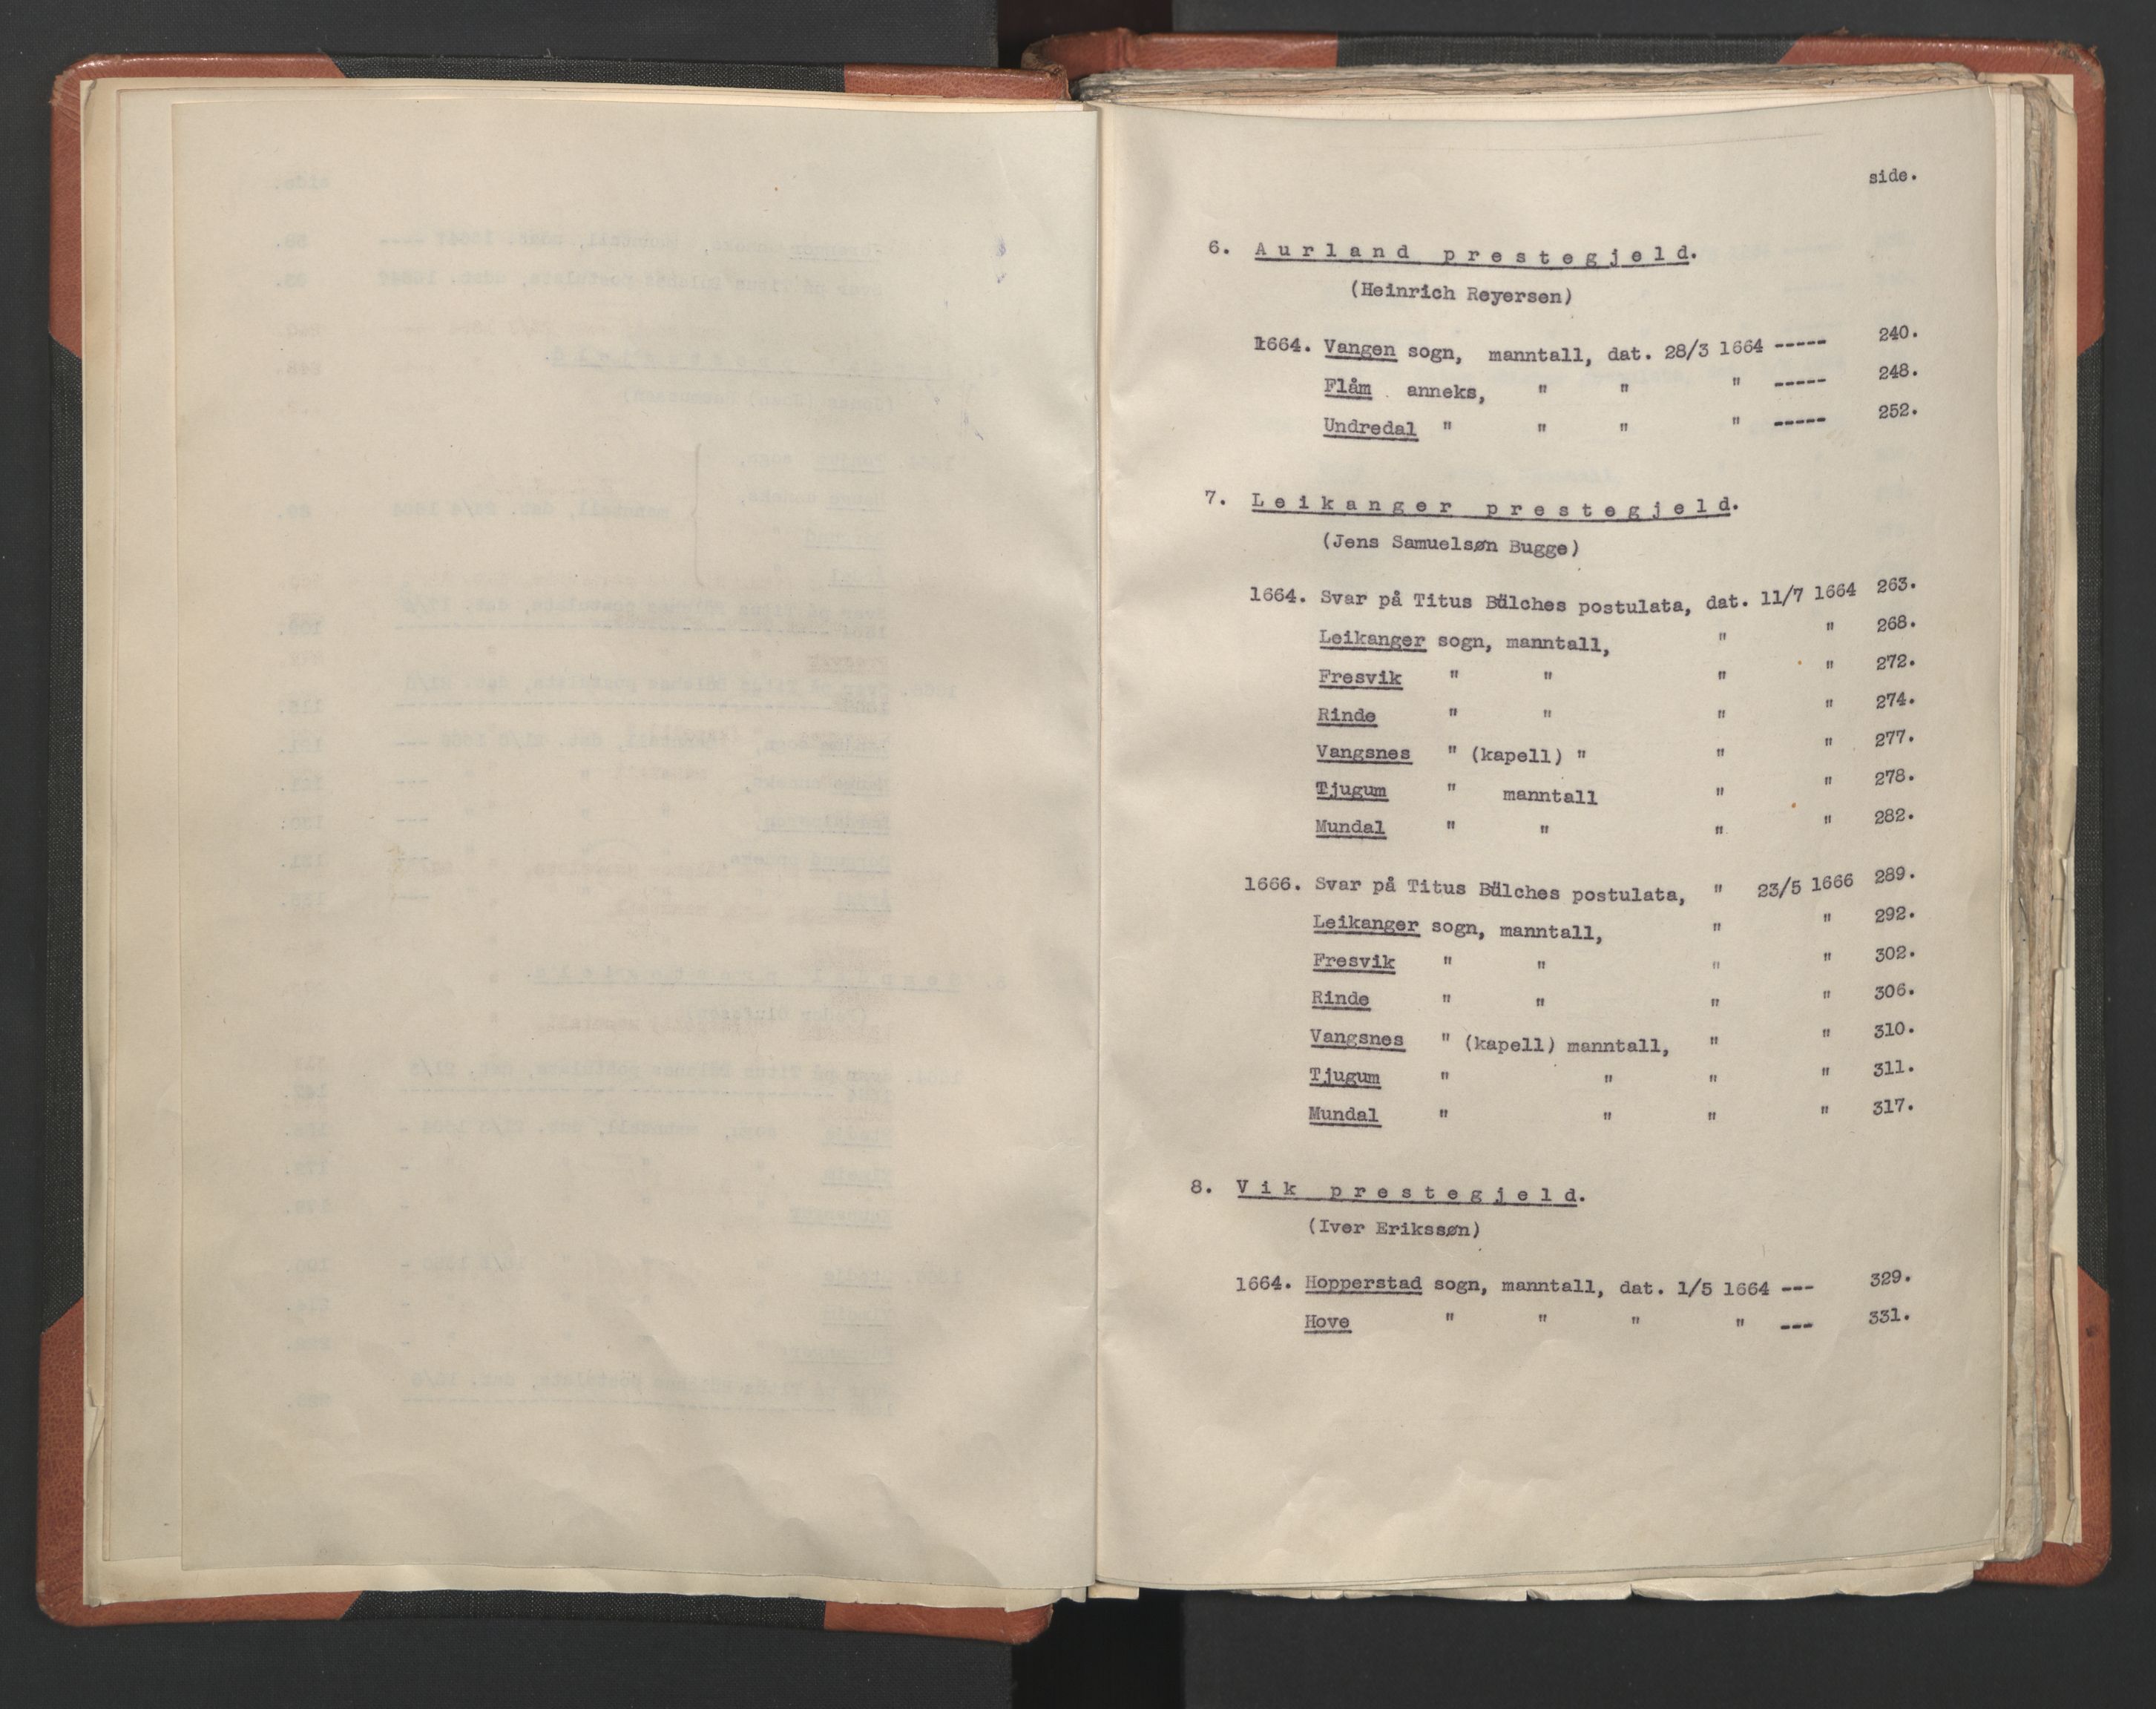 side.
6. Aurland prestegjeld.
(Heinrich Reyersen)
1664. Vangen sogn, manntall, dat. 28/3 1664 ----- 240.
Flåm anneks, " " " ----- 248.
Undredal " " " " ----- 252.
7. Leikanger prestegjeld.
(Jens Samuelsøn Bugge)
1664. Svar på Titus Bülches postulata, dat. 11/7 1664 263.
Leikanger sogn, manntall, " " 268.
Fresvik " " " " 272.
Rinde " " " " 274.
Vangsnes " (kapell) " " " 277.
Tjugum " manntall " " 278.
Mundal " " " " 282.
1666. Svar på Titus Bülches postulata, " 23/5 1666 289.
Leikanger sogn, manntall, " " 292.
Fresvik " " " " 302.
Rinde " " " " 306.
Vangsnes " (kapell) manntall, " " 310.
Tjugum " " " " 311.
Mundal " " " " 317.
8. Vik prestegjeld.
(Iver Erikssøn)
1664. Hopperstad sogn, manntall, dat. 1/5 1664 --- 329.
Hove " " " " --- 331.